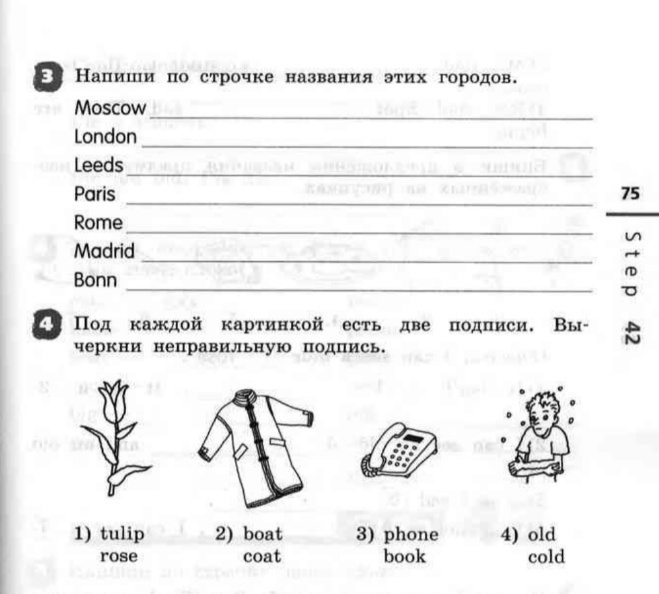 3 Напиши по строчке названия этих городов.
Moscow
London
Leeds
Paris
Rome
Madrid
Bonn
75
Step 42
4 Под каждой картинкой есть две подписи. Вы-
черкни неправильную подпись.
1) tulip 2) boat 3) phone 4) old
rose coat book cold